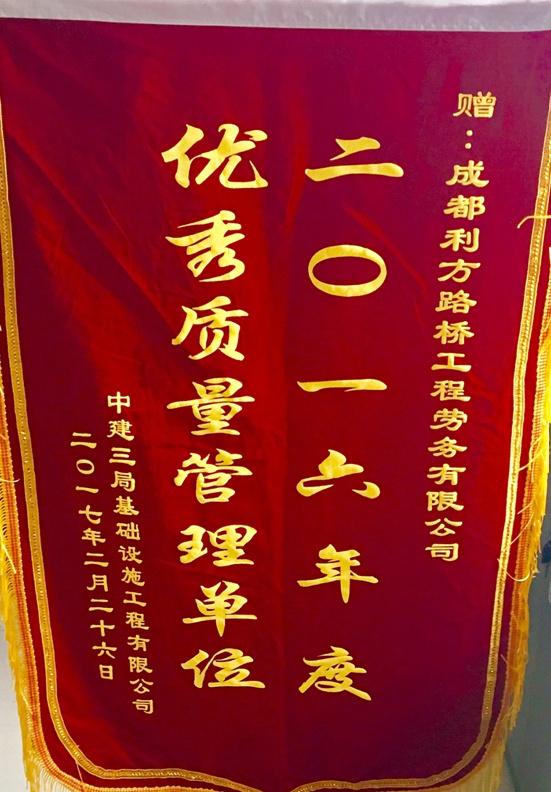 赠：成都利方路桥工程劳务有限公司
二〇一六年度
优秀质量管理单位
中建三局基础设施工程有限公司
二〇一七年二月二十六日